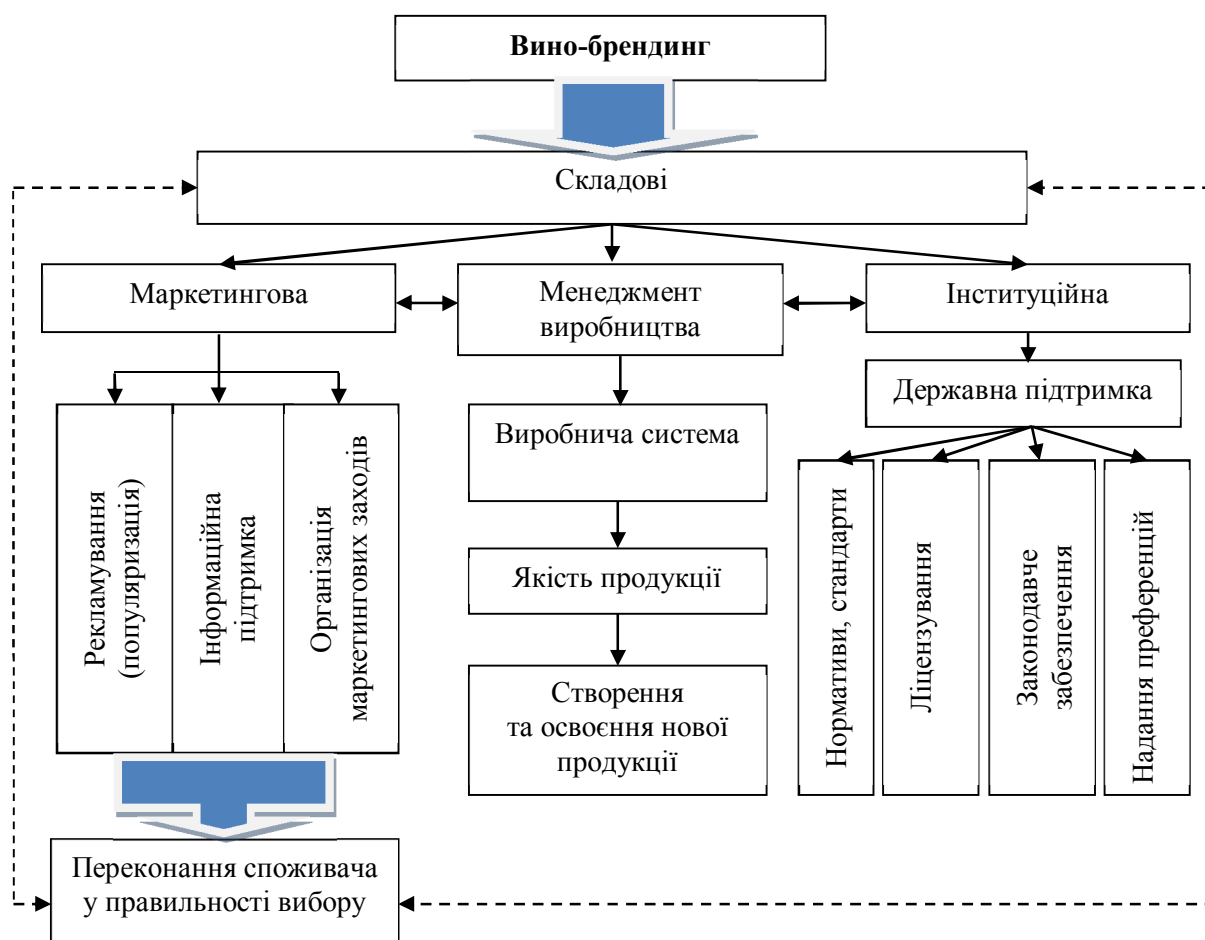 Вино-брендинг
Складові
Маркетингова
Менеджмент
виробництва
Інституційна
Державна підтримка
Рекламування
(популяризація)
Інформаційна
підтримка
Організація
маркетингових заходів
Виробнича система
Якість продукції
Створення
та освоєння нової
продукції
Нормативи, стандарти
Ліцензування
Законодавче
забезпечення
Надання преференцій
Переконання споживача
у правильності вибору